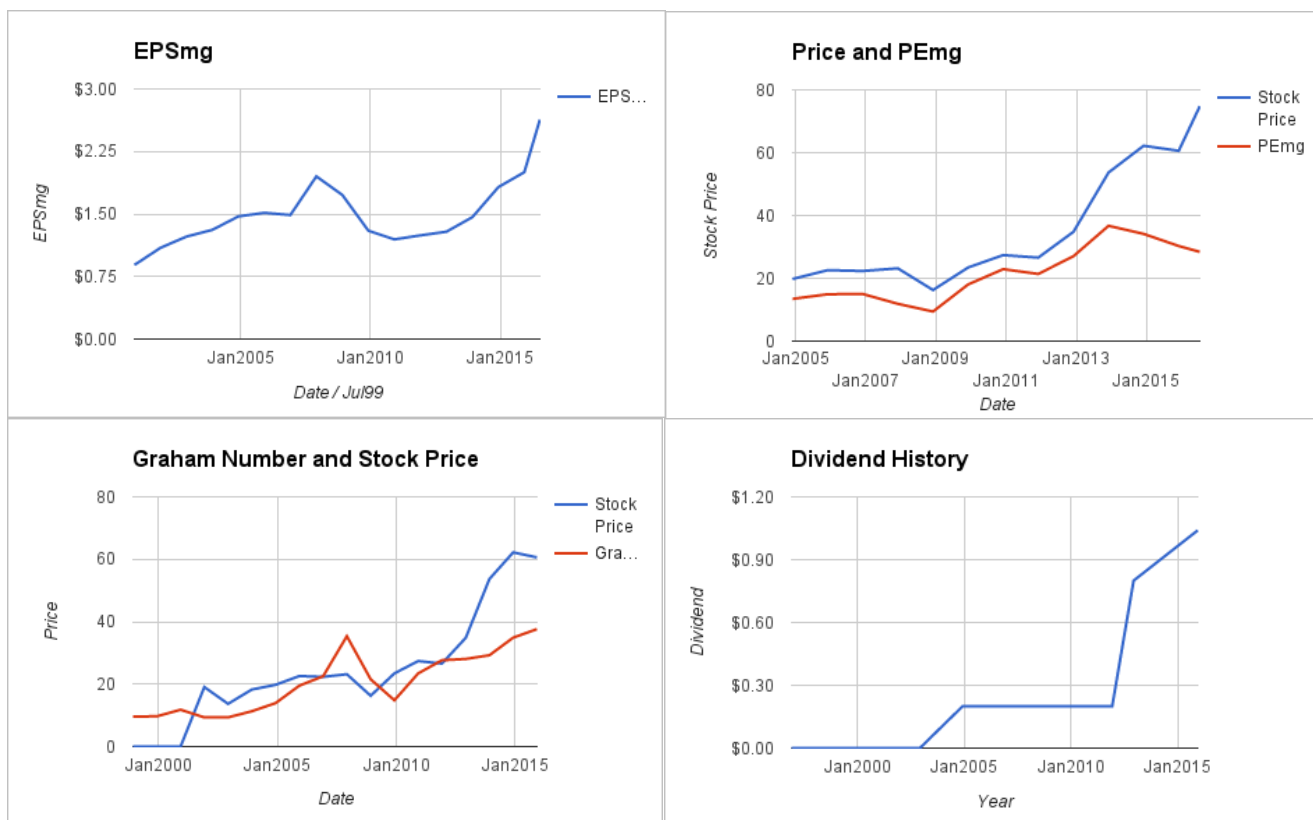 EPSmg
$3.00
$2.25
$1.50
$0.75
$0.00
EPSmg
Jan2005 Jan2010 Jan2015
Date / Jul99
EPS...
Price and PEmg
80
60
40
20
0
Stock Price
Jan2005 Jan2009 Jan2013
Jan2007 Jan2011 Jan2015
Date
Stock
Price
PEmg
Graham Number and Stock Price
80
60
40
20
0
Price
Jan2000 Jan2005 Jan2010 Jan2015
Date
Stock
Price
Gra...
Dividend History
$1.20
$0.90
$0.60
$0.30
$0.00
Dividend
Jan2000 Jan2005 Jan2010 Jan2015
Year